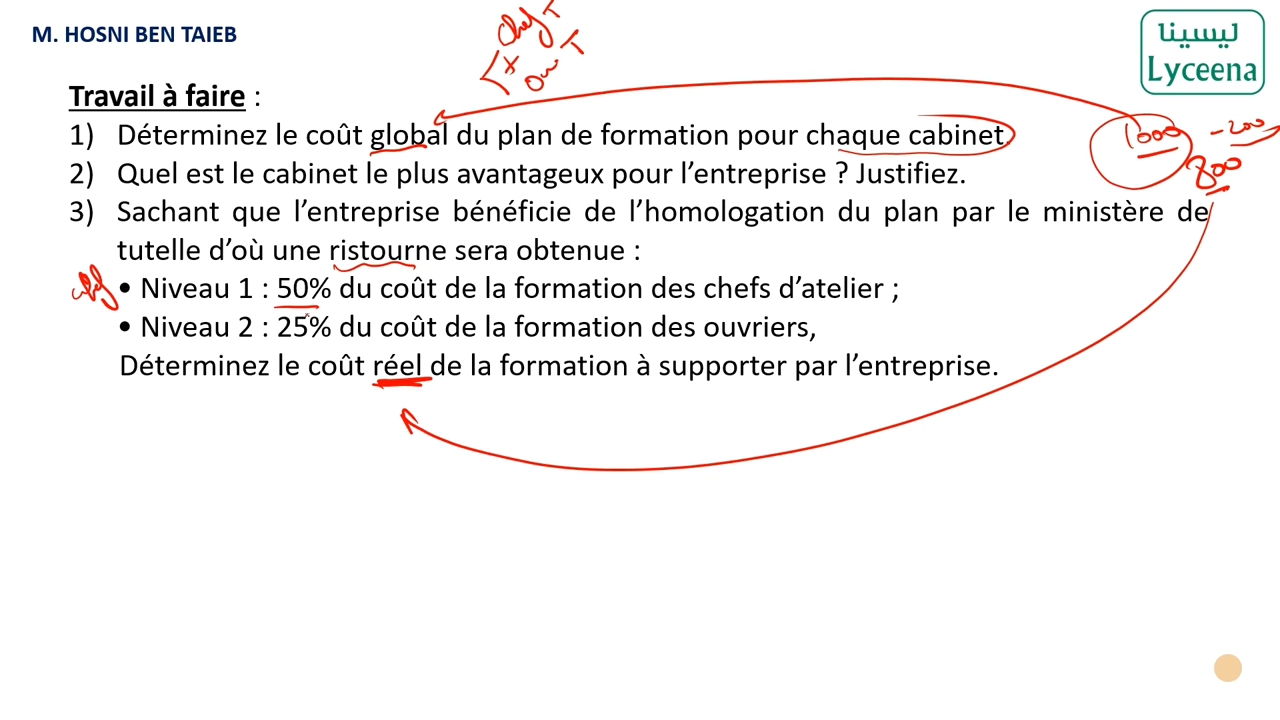 M. HOSNI BEN TAIEB
ليسينا
Lyceena
chef T
+
Ouv T
Travail à faire :
1) Déterminez le coût global du plan de formation pour chaque cabinet.
1000 -200
800
2) Quel est le cabinet le plus avantageux pour l’entreprise ? Justifiez.
3) Sachant que l’entreprise bénéficie de l’homologation du plan par le ministère de
tutelle d’où une ristourne sera obtenue :
chef • Niveau 1 : 50% du coût de la formation des chefs d’atelier ;
• Niveau 2 : 25% du coût de la formation des ouvriers,
Déterminez le coût réel de la formation à supporter par l’entreprise.